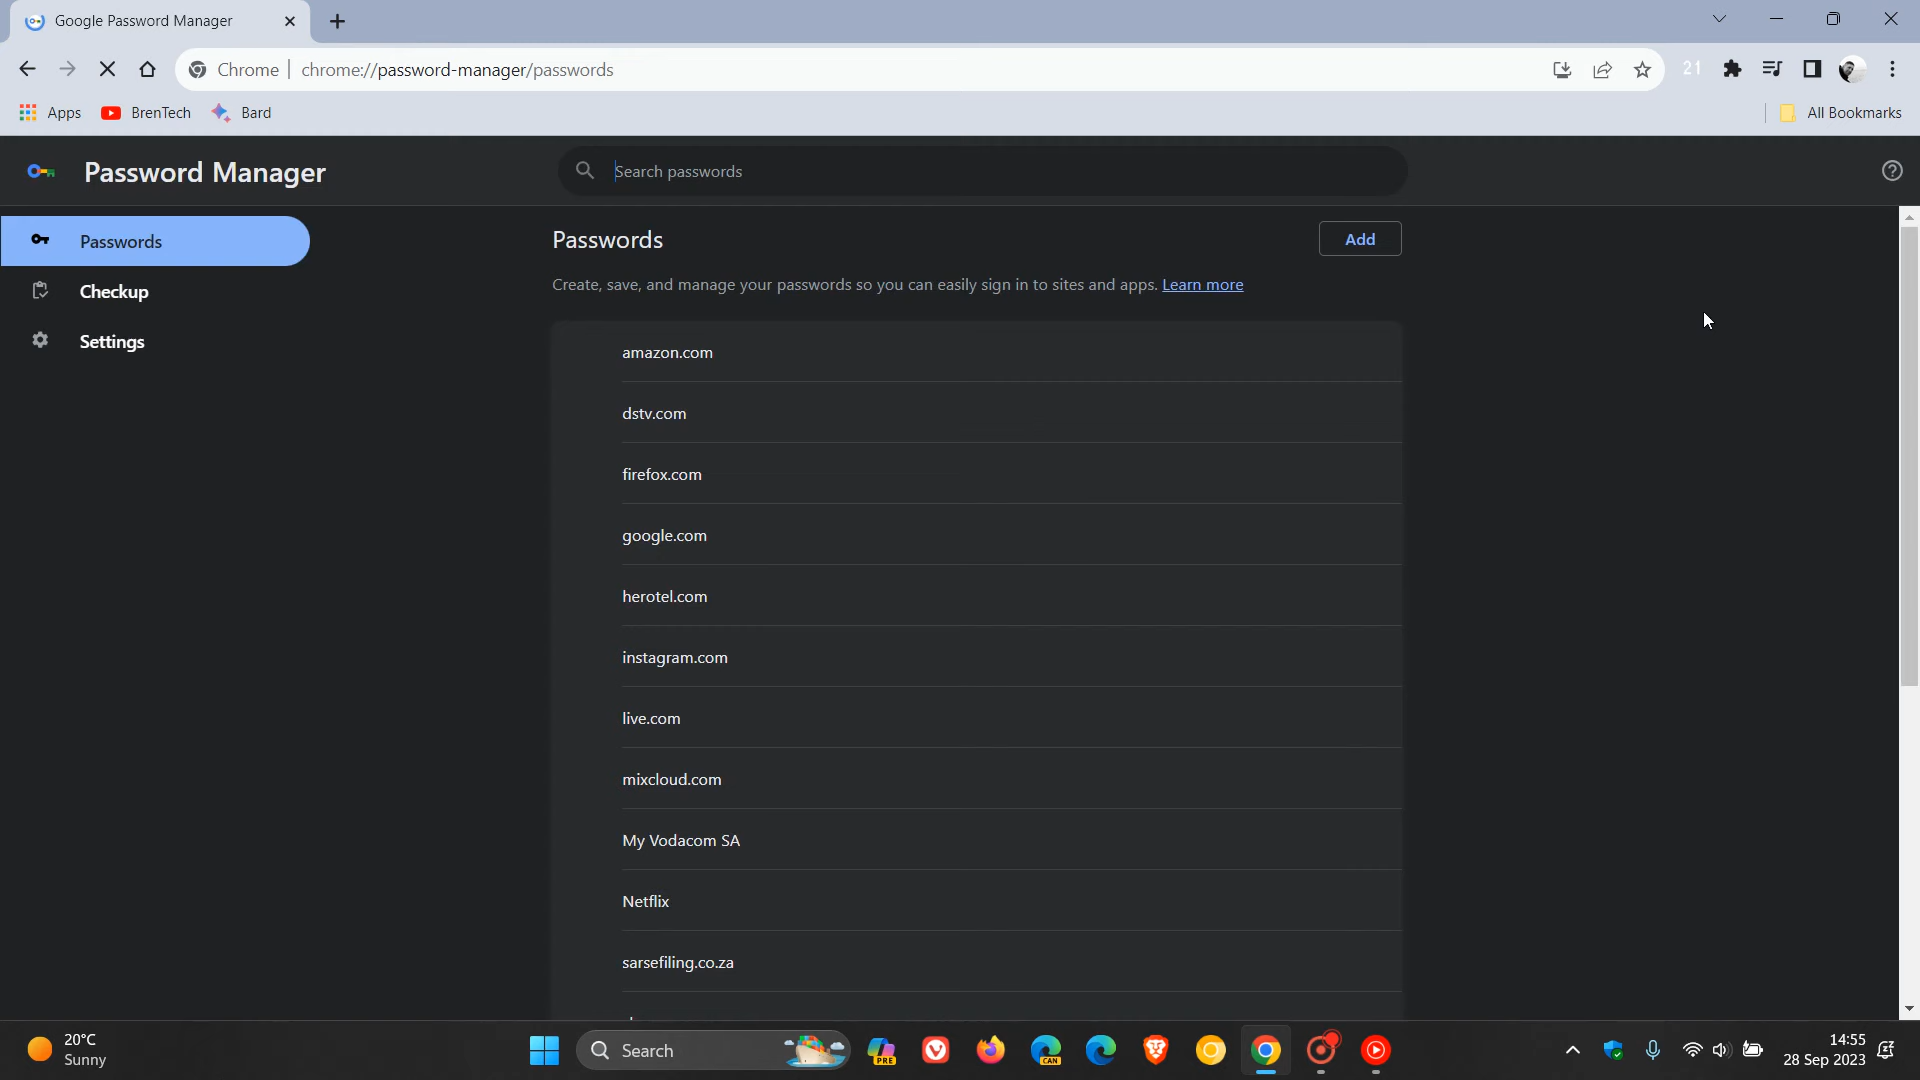 Google Password Manager
Chrome chrome://password-manager/passwords
21
Apps BrenTech Bard All Bookmarks
Password Manager
Search passwords
Passwords
Checkup
Settings
Passwords
Add
Create, save, and manage your passwords so you can easily sign in to sites and apps. Learn more
amazon.com
dstv.com
firefox.com
google.com
herotel.com
instagram.com
live.com
mixcloud.com
My Vodacom SA
Netflix
sarsefiling.co.za
20°C
Sunny
Search
PRE
CAN
14:55
28 Sep 2023